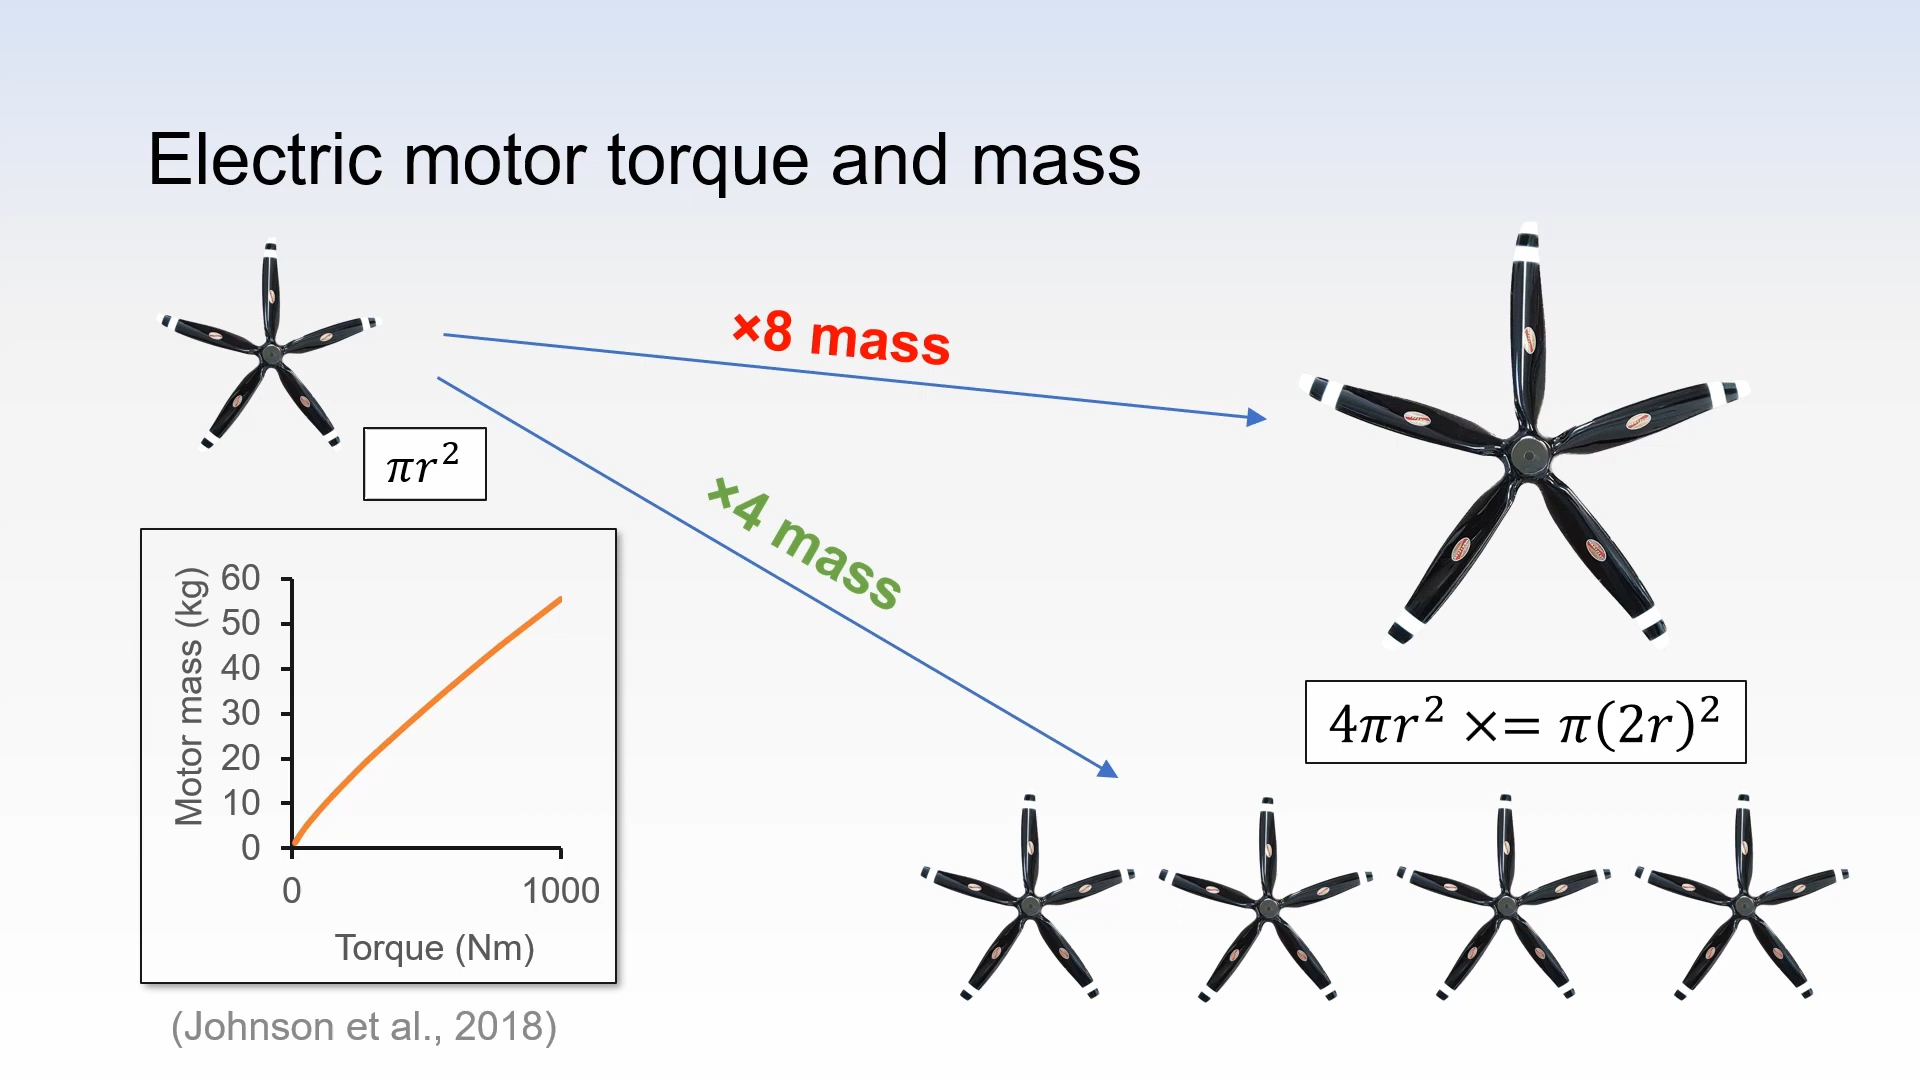 Electric motor torque and mass
×8 mass
πr²
×4 mass
4πr² ×= π(2r)²
Motor mass (kg)
60
50
40
30
20
10
0
0 1000
Torque (Nm)
(Johnson et al., 2018)